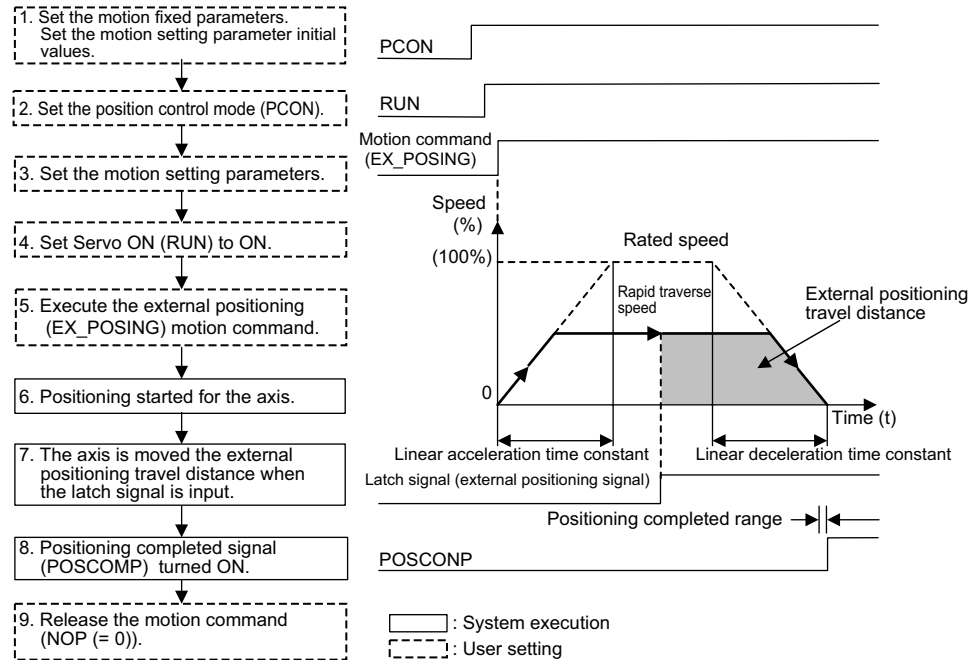 1. Set the motion fixed parameters.
Set the motion setting parameter initial
values.
2. Set the position control mode (PCON).
3. Set the motion setting parameters.
4. Set Servo ON (RUN) to ON.
5. Execute the external positioning
(EX_POSING) motion command.
6. Positioning started for the axis.
7. The axis is moved the external
positioning travel distance when
the latch signal is input.
8. Positioning completed signal
(POSCOMP) turned ON.
9. Release the motion command
(NOP (= 0)).
PCON
RUN
Motion command
(EX_POSING)
Speed
(%)
(100%)
Rated speed
Rapid traverse
speed
External positioning
travel distance
0
Time (t)
Linear acceleration time constant
Linear deceleration time constant
Latch signal (external positioning signal)
Positioning completed range
POSCONP
: System execution
: User setting